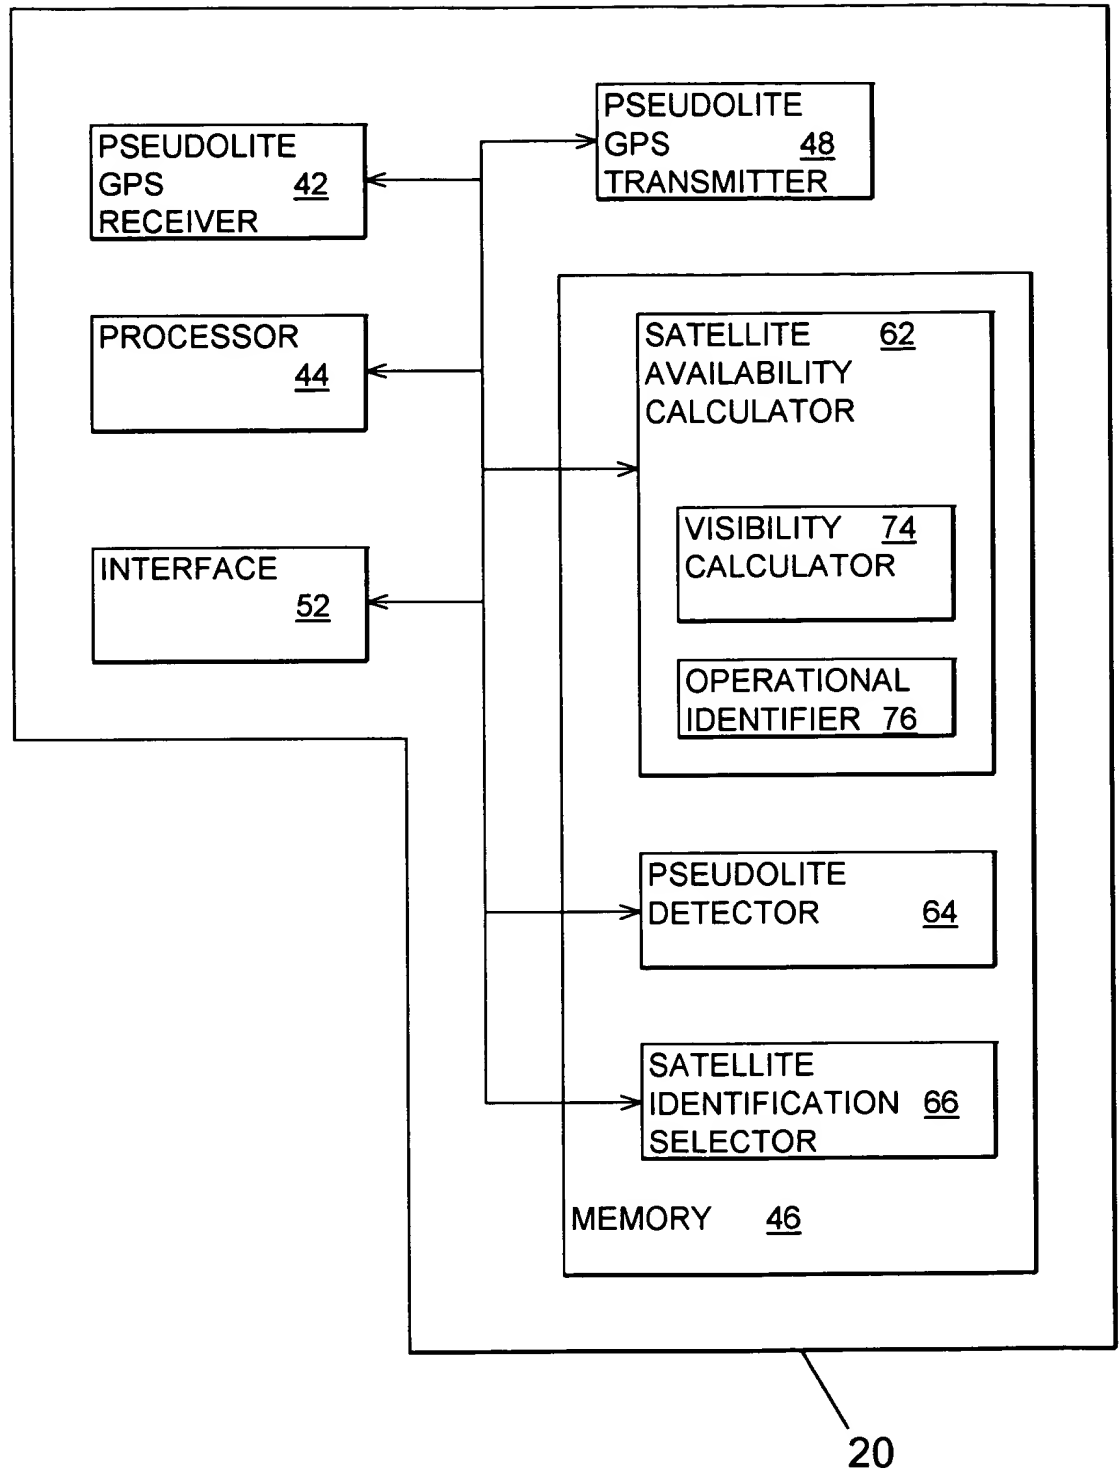 PSEUDOLITE
GPS 42
RECEIVER
PSEUDOLITE
GPS 48
TRANSMITTER
PROCESSOR
44
INTERFACE
52
SATELLITE 62
AVAILABILITY
CALCULATOR
VISIBILITY 74
CALCULATOR
OPERATIONAL
IDENTIFIER 76
PSEUDOLITE
DETECTOR 64
SATELLITE
IDENTIFICATION 66
SELECTOR
MEMORY 46
20